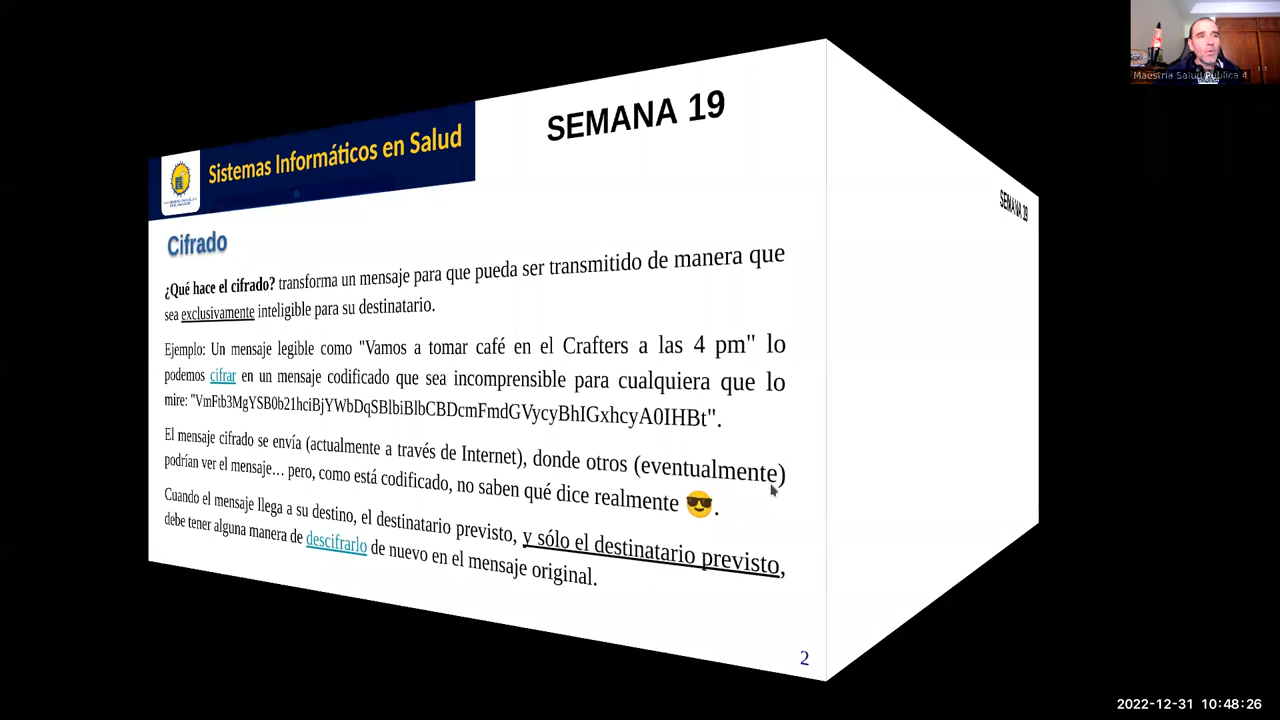 Sistemas Informáticos en Salud
SEMANA 19
Cifrado
¿Qué hace el cifrado? transforma un mensaje para que pueda ser transmitido de manera que
sea exclusivamente inteligible para su destinatario.
Ejemplo: Un mensaje legible como "Vamos a tomar café en el Crafters a las 4 pm" lo
podemos cifrar en un mensaje codificado que sea incomprensible para cualquiera que lo
mire: "VmFtb3MgYSB0b21hciBjYWbDqSBlbiBlbCBDcmFmdGVycyBhIGxhcyA0IHBt".
El mensaje cifrado se envía (actualmente a través de Internet), donde otros (eventualmente)
podrían ver el mensaje… pero, como está codificado, no saben qué dice realmente 😎.
Cuando el mensaje llega a su destino, el destinatario previsto, y sólo el destinatario previsto,
debe tener alguna manera de descifrarlo de nuevo en el mensaje original.
2
SEMANA 19
Maestria Salud Publica 4
2022-12-31 10:48:26